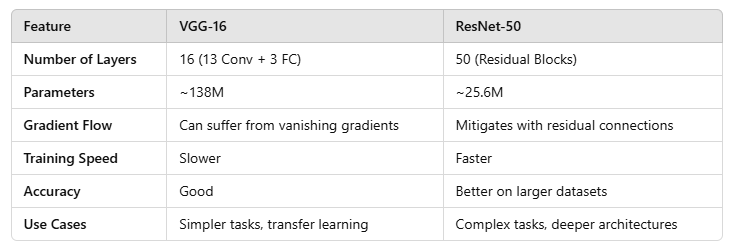 Feature VGG-16 ResNet-50
Number of Layers 16 (13 Conv + 3 FC) 50 (Residual Blocks)
Parameters ~138M ~25.6M
Gradient Flow Can suffer from vanishing gradients Mitigates with residual connections
Training Speed Slower Faster
Accuracy Good Better on larger datasets
Use Cases Simpler tasks, transfer learning Complex tasks, deeper architectures